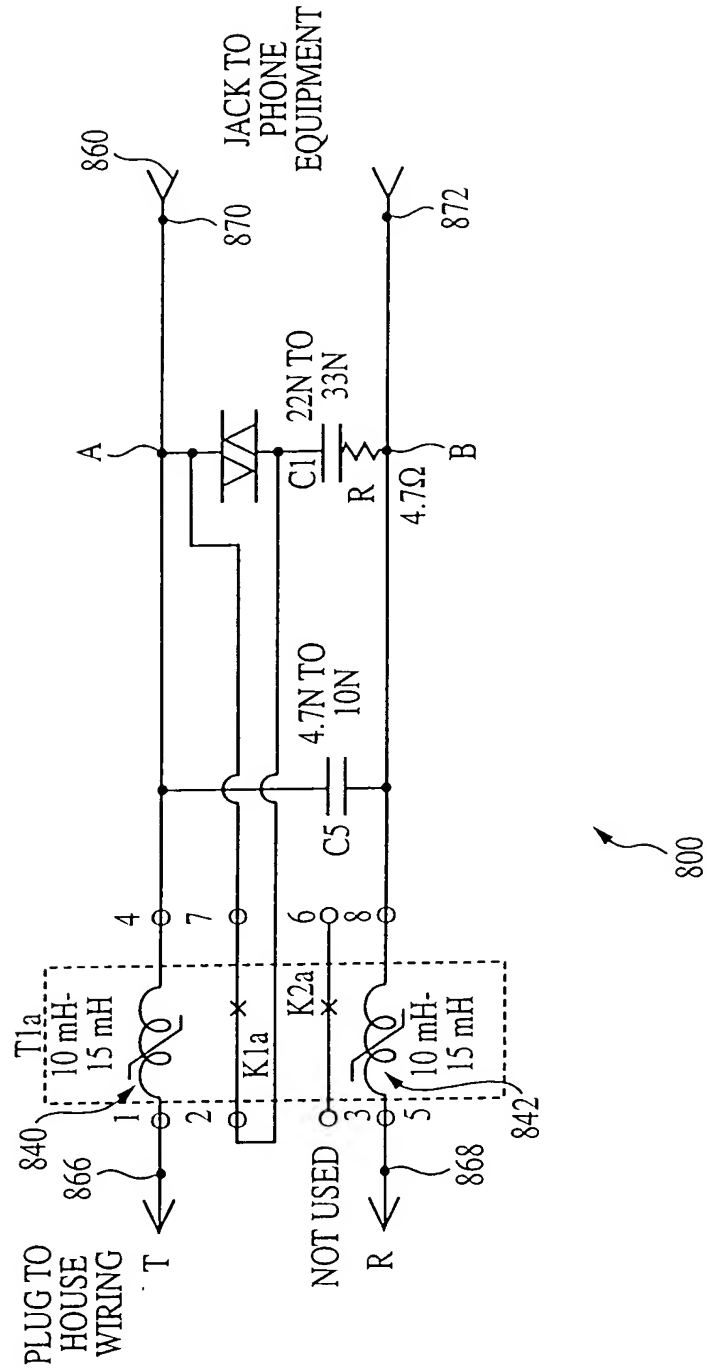 PLUG TO
HOUSE
WIRING
T
NOT USED
R
866
868
840
842
T1a
10 mH-
15 mH
1
2
3
5
K1a
K2a
10 mH-
15 mH
4
7
6
8
C5
4.7N TO
10N
A
C1
22N TO
33N
R
4.7Ω
B
860
870
872
JACK TO
PHONE
EQUIPMENT
800